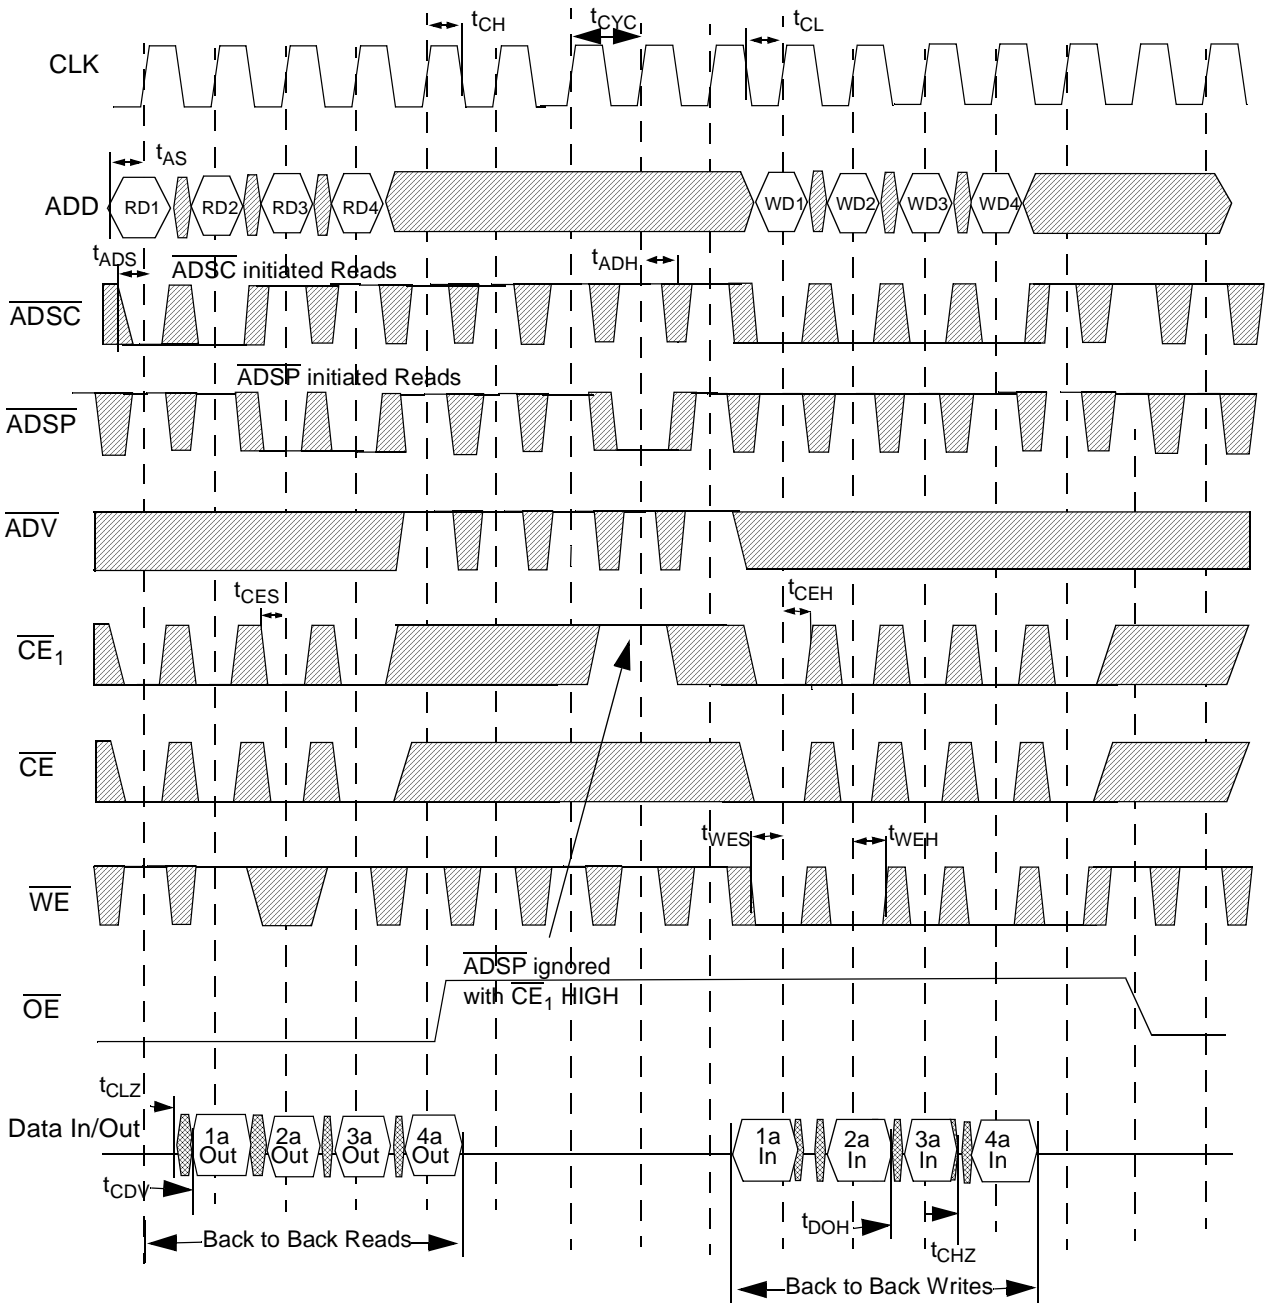 tCH
tCYC
tCL
CLK
tAS
ADD
RD1
RD2
RD3
RD4
WD1
WD2
WD3
WD4
tADS
ADSC initiated Reads
tADH
ADSC
ADSP initiated Reads
ADSP
ADV
tCES
tCEH
CE1
CE
tWES
tWEH
WE
ADSP ignored
with CE1 HIGH
OE
tCLZ
Data In/Out
1a
Out
2a
Out
3a
Out
4a
Out
1a
In
2a
In
3a
In
4a
In
tCDV
tDOH
tCHZ
Back to Back Reads
Back to Back Writes